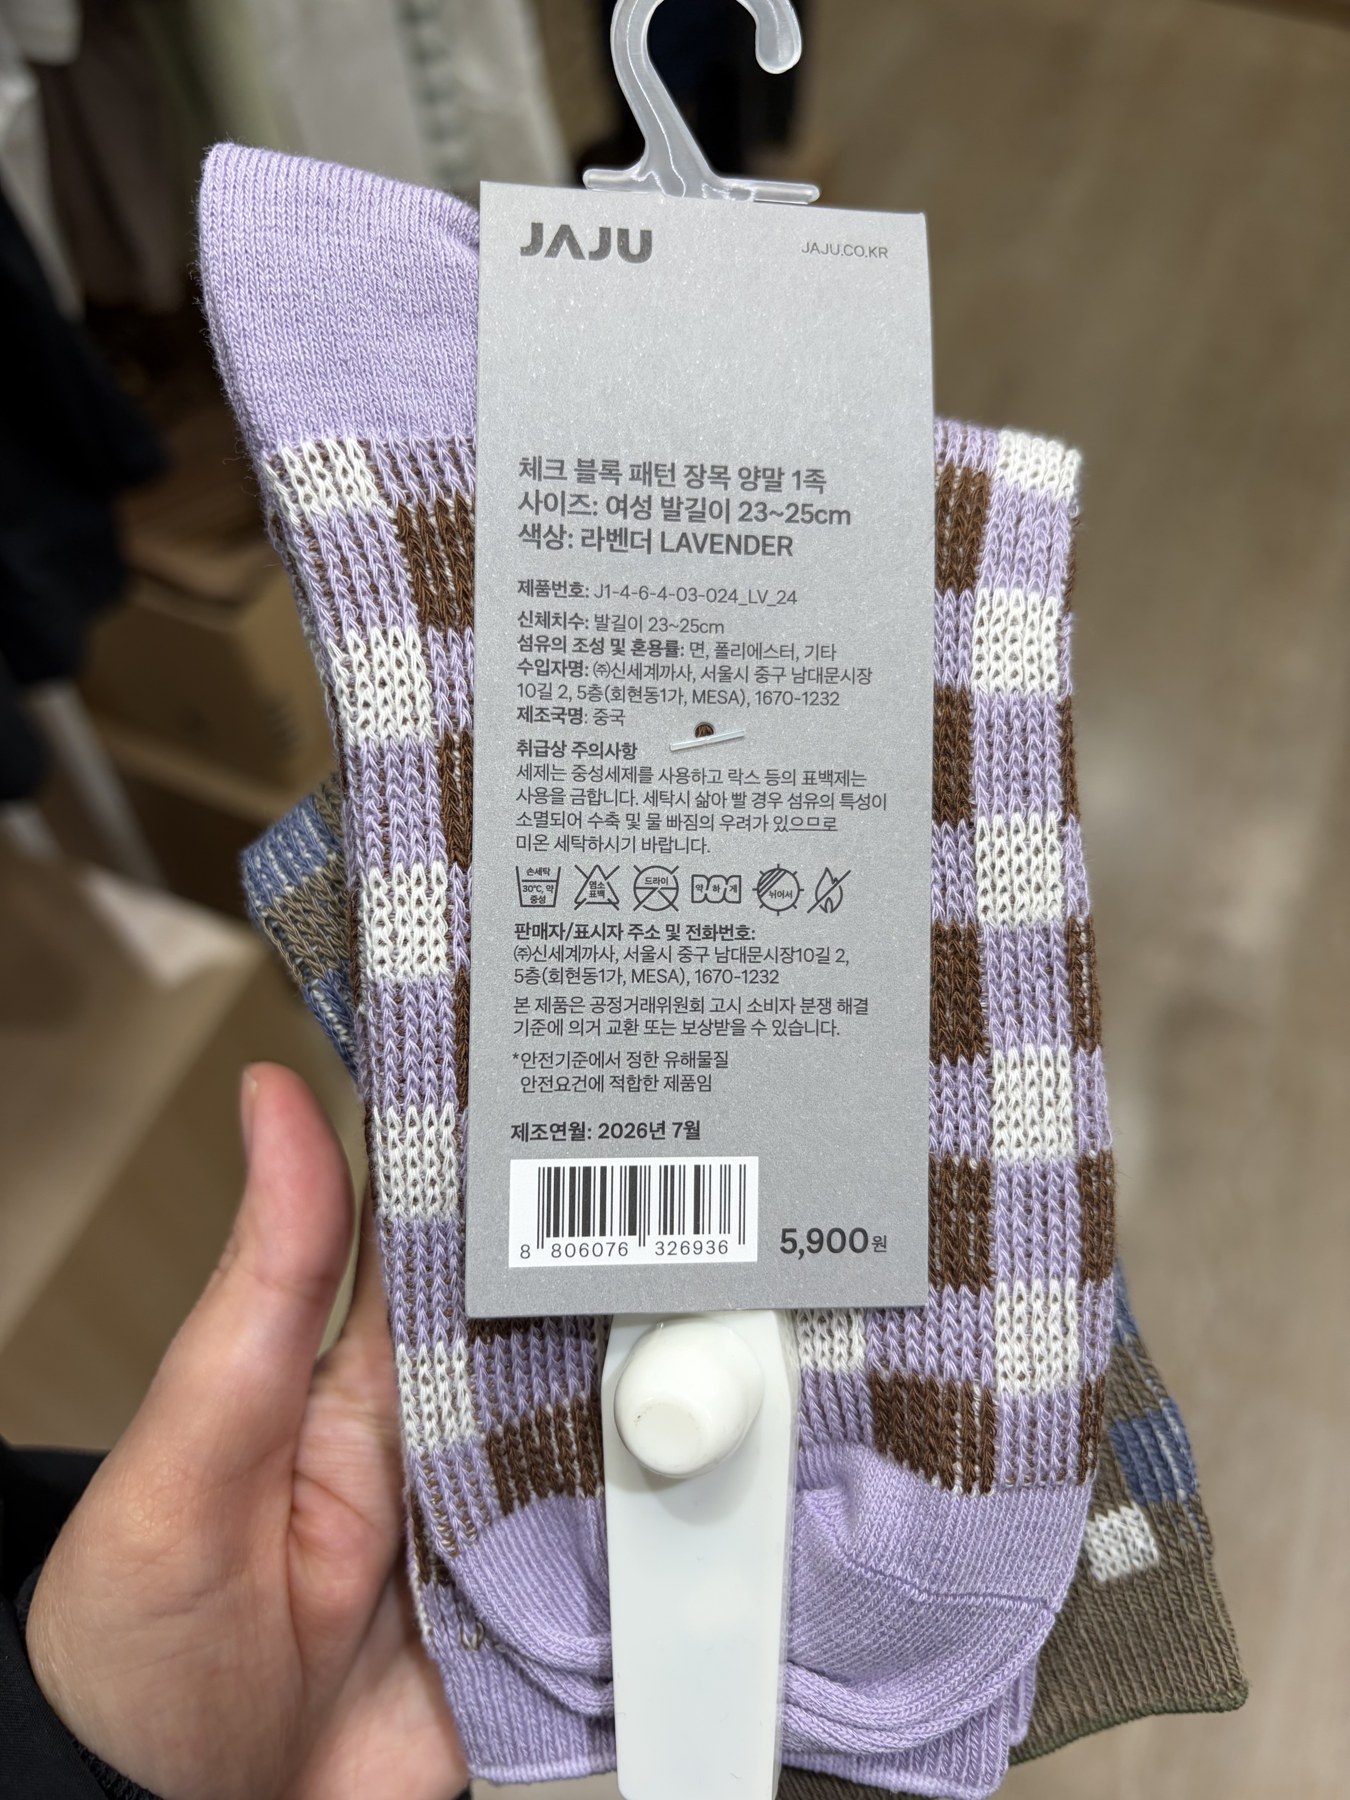 JAJU
JAJU.CO.KR
체크 블록 패턴 장목 양말 1족
사이즈: 여성 발길이 23~25cm
색상: 라벤더 LAVENDER
제품번호: J1-4-6-4-03-024_LV_24
신체치수: 발길이 23~25cm
섬유의 조성 및 혼용률: 면, 폴리에스터, 기타
수입자명: ㈜신세계까사, 서울시 중구 남대문시장
10길 2, 5층(회현동1가, MESA), 1670-1232
제조국명: 중국
취급상 주의사항
세제는 중성세제를 사용하고 락스 등의 표백제는
사용을 금합니다. 세탁시 삶아 빨 경우 섬유의 특성이
소멸되어 수축 및 물 빠짐의 우려가 있으므로
미온 세탁하시기 바랍니다.
손세탁
30℃, 약
중성
염소
표백
드라이
약하게
뉘어서
판매자/표시자 주소 및 전화번호:
㈜신세계까사, 서울시 중구 남대문시장10길 2,
5층(회현동1가, MESA), 1670-1232
본 제품은 공정거래위원회 고시 소비자 분쟁 해결
기준에 의거 교환 또는 보상받을 수 있습니다.
*안전기준에서 정한 유해물질
안전요건에 적합한 제품임
제조연월: 2026년 7월
8 806076 326936
5,900원